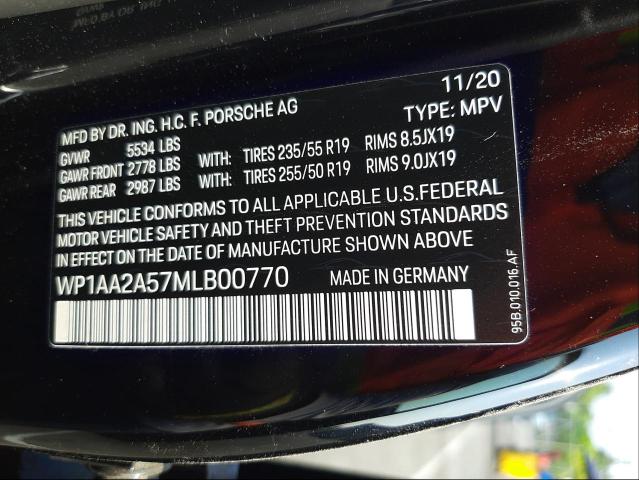 11/20
MFD BY DR. ING. H.C. F. PORSCHE AG TYPE: MPV
GVWR 5534 LBS
GAWR FRONT 2778 LBS WITH: TIRES 235/55 R19 RIMS 8.5JX19
GAWR REAR 2987 LBS WITH: TIRES 255/50 R19 RIMS 9.0JX19
THIS VEHICLE CONFORMS TO ALL APPLICABLE U.S.FEDERAL
MOTOR VEHICLE SAFETY AND THEFT PREVENTION STANDARDS
IN EFFECT ON THE DATE OF MANUFACTURE SHOWN ABOVE
WP1AA2A57MLB00770 MADE IN GERMANY
95B.010.016.AF